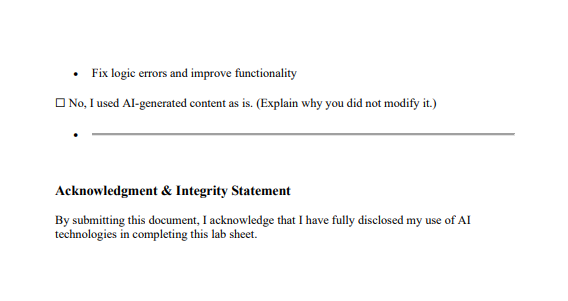 • Fix logic errors and improve functionality
☐ No, I used AI-generated content as is. (Explain why you did not modify it.)
•
Acknowledgment & Integrity Statement
By submitting this document, I acknowledge that I have fully disclosed my use of AI
technologies in completing this lab sheet.